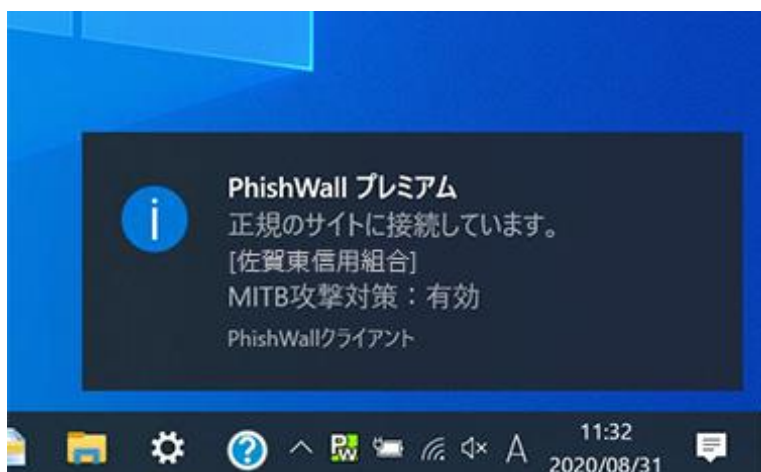 PhishWall プレミアム
正規のサイトに接続しています。
[佐賀東信用組合]
MITB攻撃対策：有効
PhishWallクライアント
A
11:32
2020/08/31